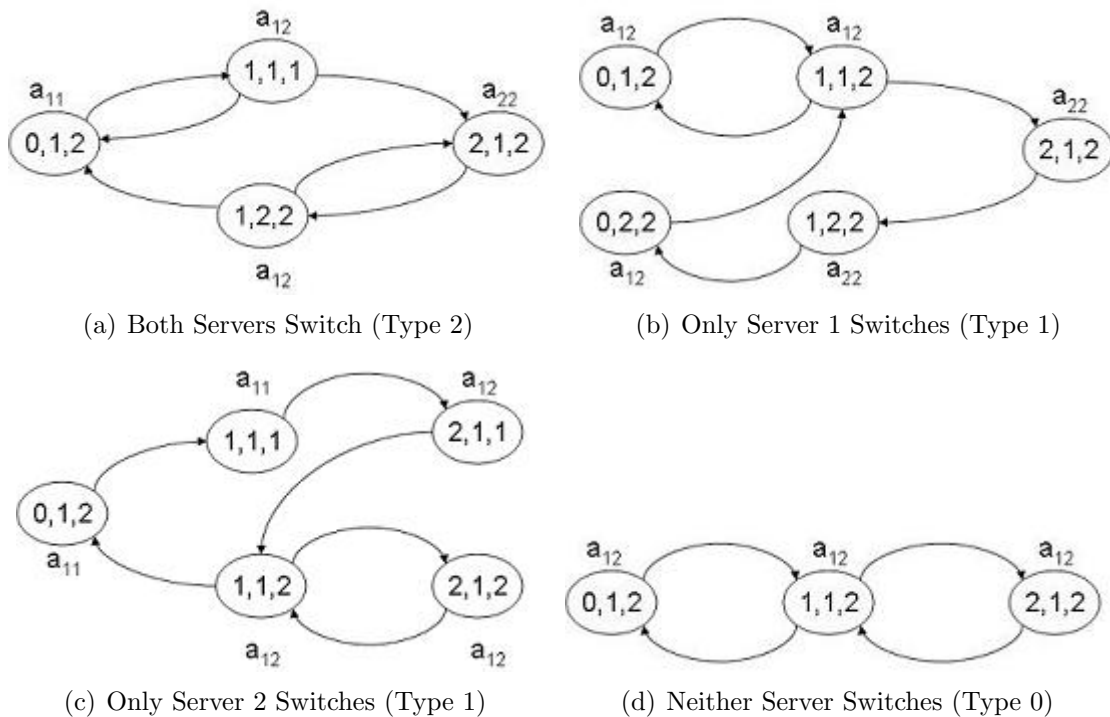 a₁₂
1,1,1
a₁₁
0,1,2
a₂₂
2,1,2
1,2,2
a₁₂
(a) Both Servers Switch (Type 2)
a₁₂
0,1,2
a₁₂
1,1,2
a₂₂
2,1,2
0,2,2
a₁₂
1,2,2
a₂₂
(b) Only Server 1 Switches (Type 1)
a₁₁
1,1,1
a₁₂
2,1,1
0,1,2
a₁₁
1,1,2
a₁₂
2,1,2
a₁₂
(c) Only Server 2 Switches (Type 1)
a₁₂
0,1,2
a₁₂
1,1,2
a₁₂
2,1,2
(d) Neither Server Switches (Type 0)